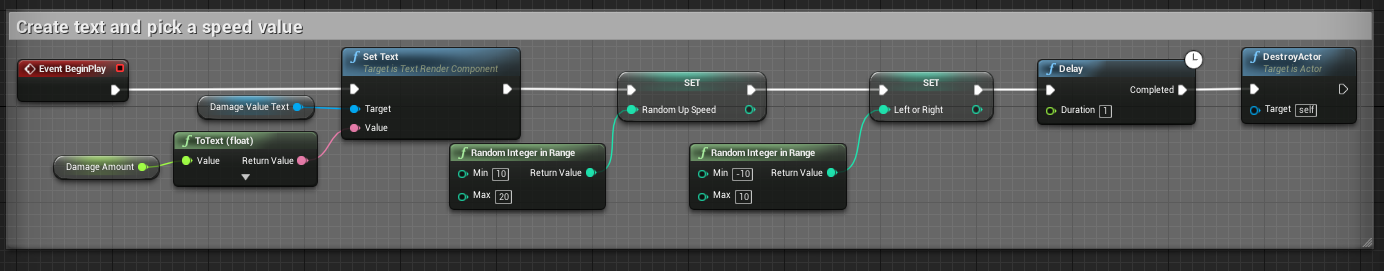 Create text and pick a speed value
Event BeginPlay
Damage Value Text
Damage Amount
ToText (float)
Value Return Value
Set Text
Target is Text Render Component
Target
Value
SET
Random Up Speed
Random Integer in Range
Min 10 Return Value
Max 20
SET
Left or Right
Random Integer in Range
Min -10 Return Value
Max 10
Delay
Completed
Duration 1
DestroyActor
Target is Actor
Target self